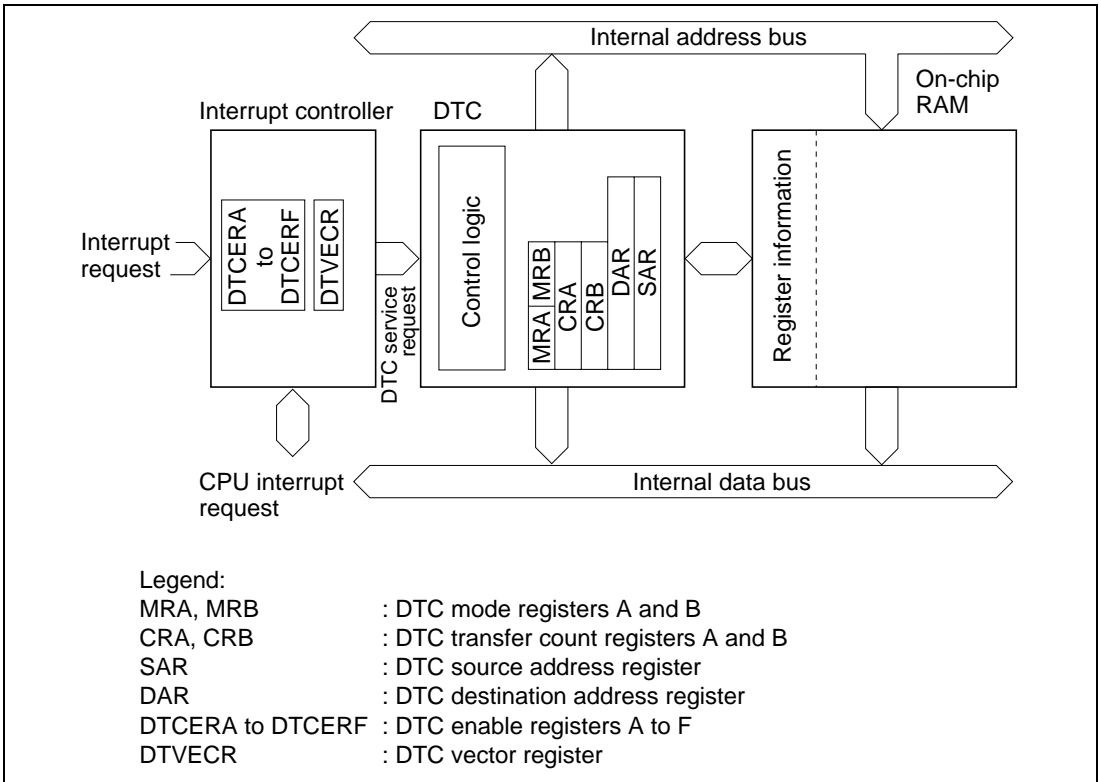 Internal address bus
On-chip
RAM
Interrupt controller
DTC
Interrupt
request
DTCERA
to
DTCERF
DTVECR
DTC service
request
Control logic
MRA
MRB
CRA
CRB
DAR
SAR
Register information
CPU interrupt
request
Internal data bus
Legend:
MRA, MRB : DTC mode registers A and B
CRA, CRB : DTC transfer count registers A and B
SAR : DTC source address register
DAR : DTC destination address register
DTCERA to DTCERF : DTC enable registers A to F
DTVECR : DTC vector register